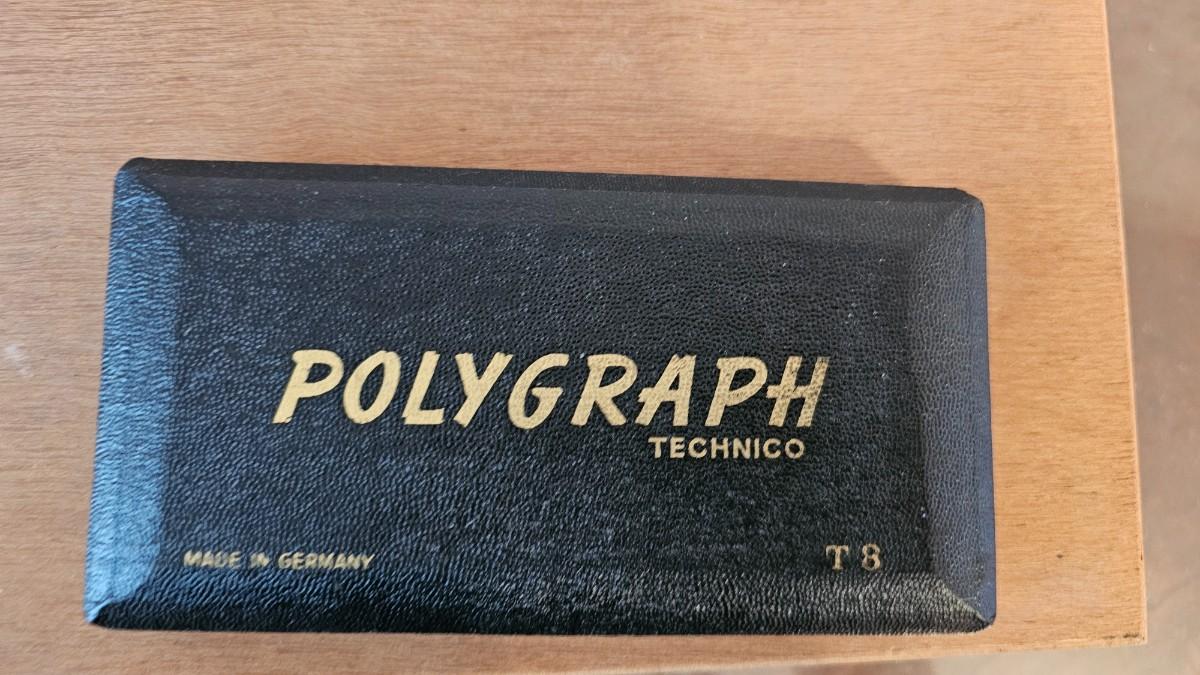 POLYGRAPH
TECHNICO
MADE IN GERMANY
T 8